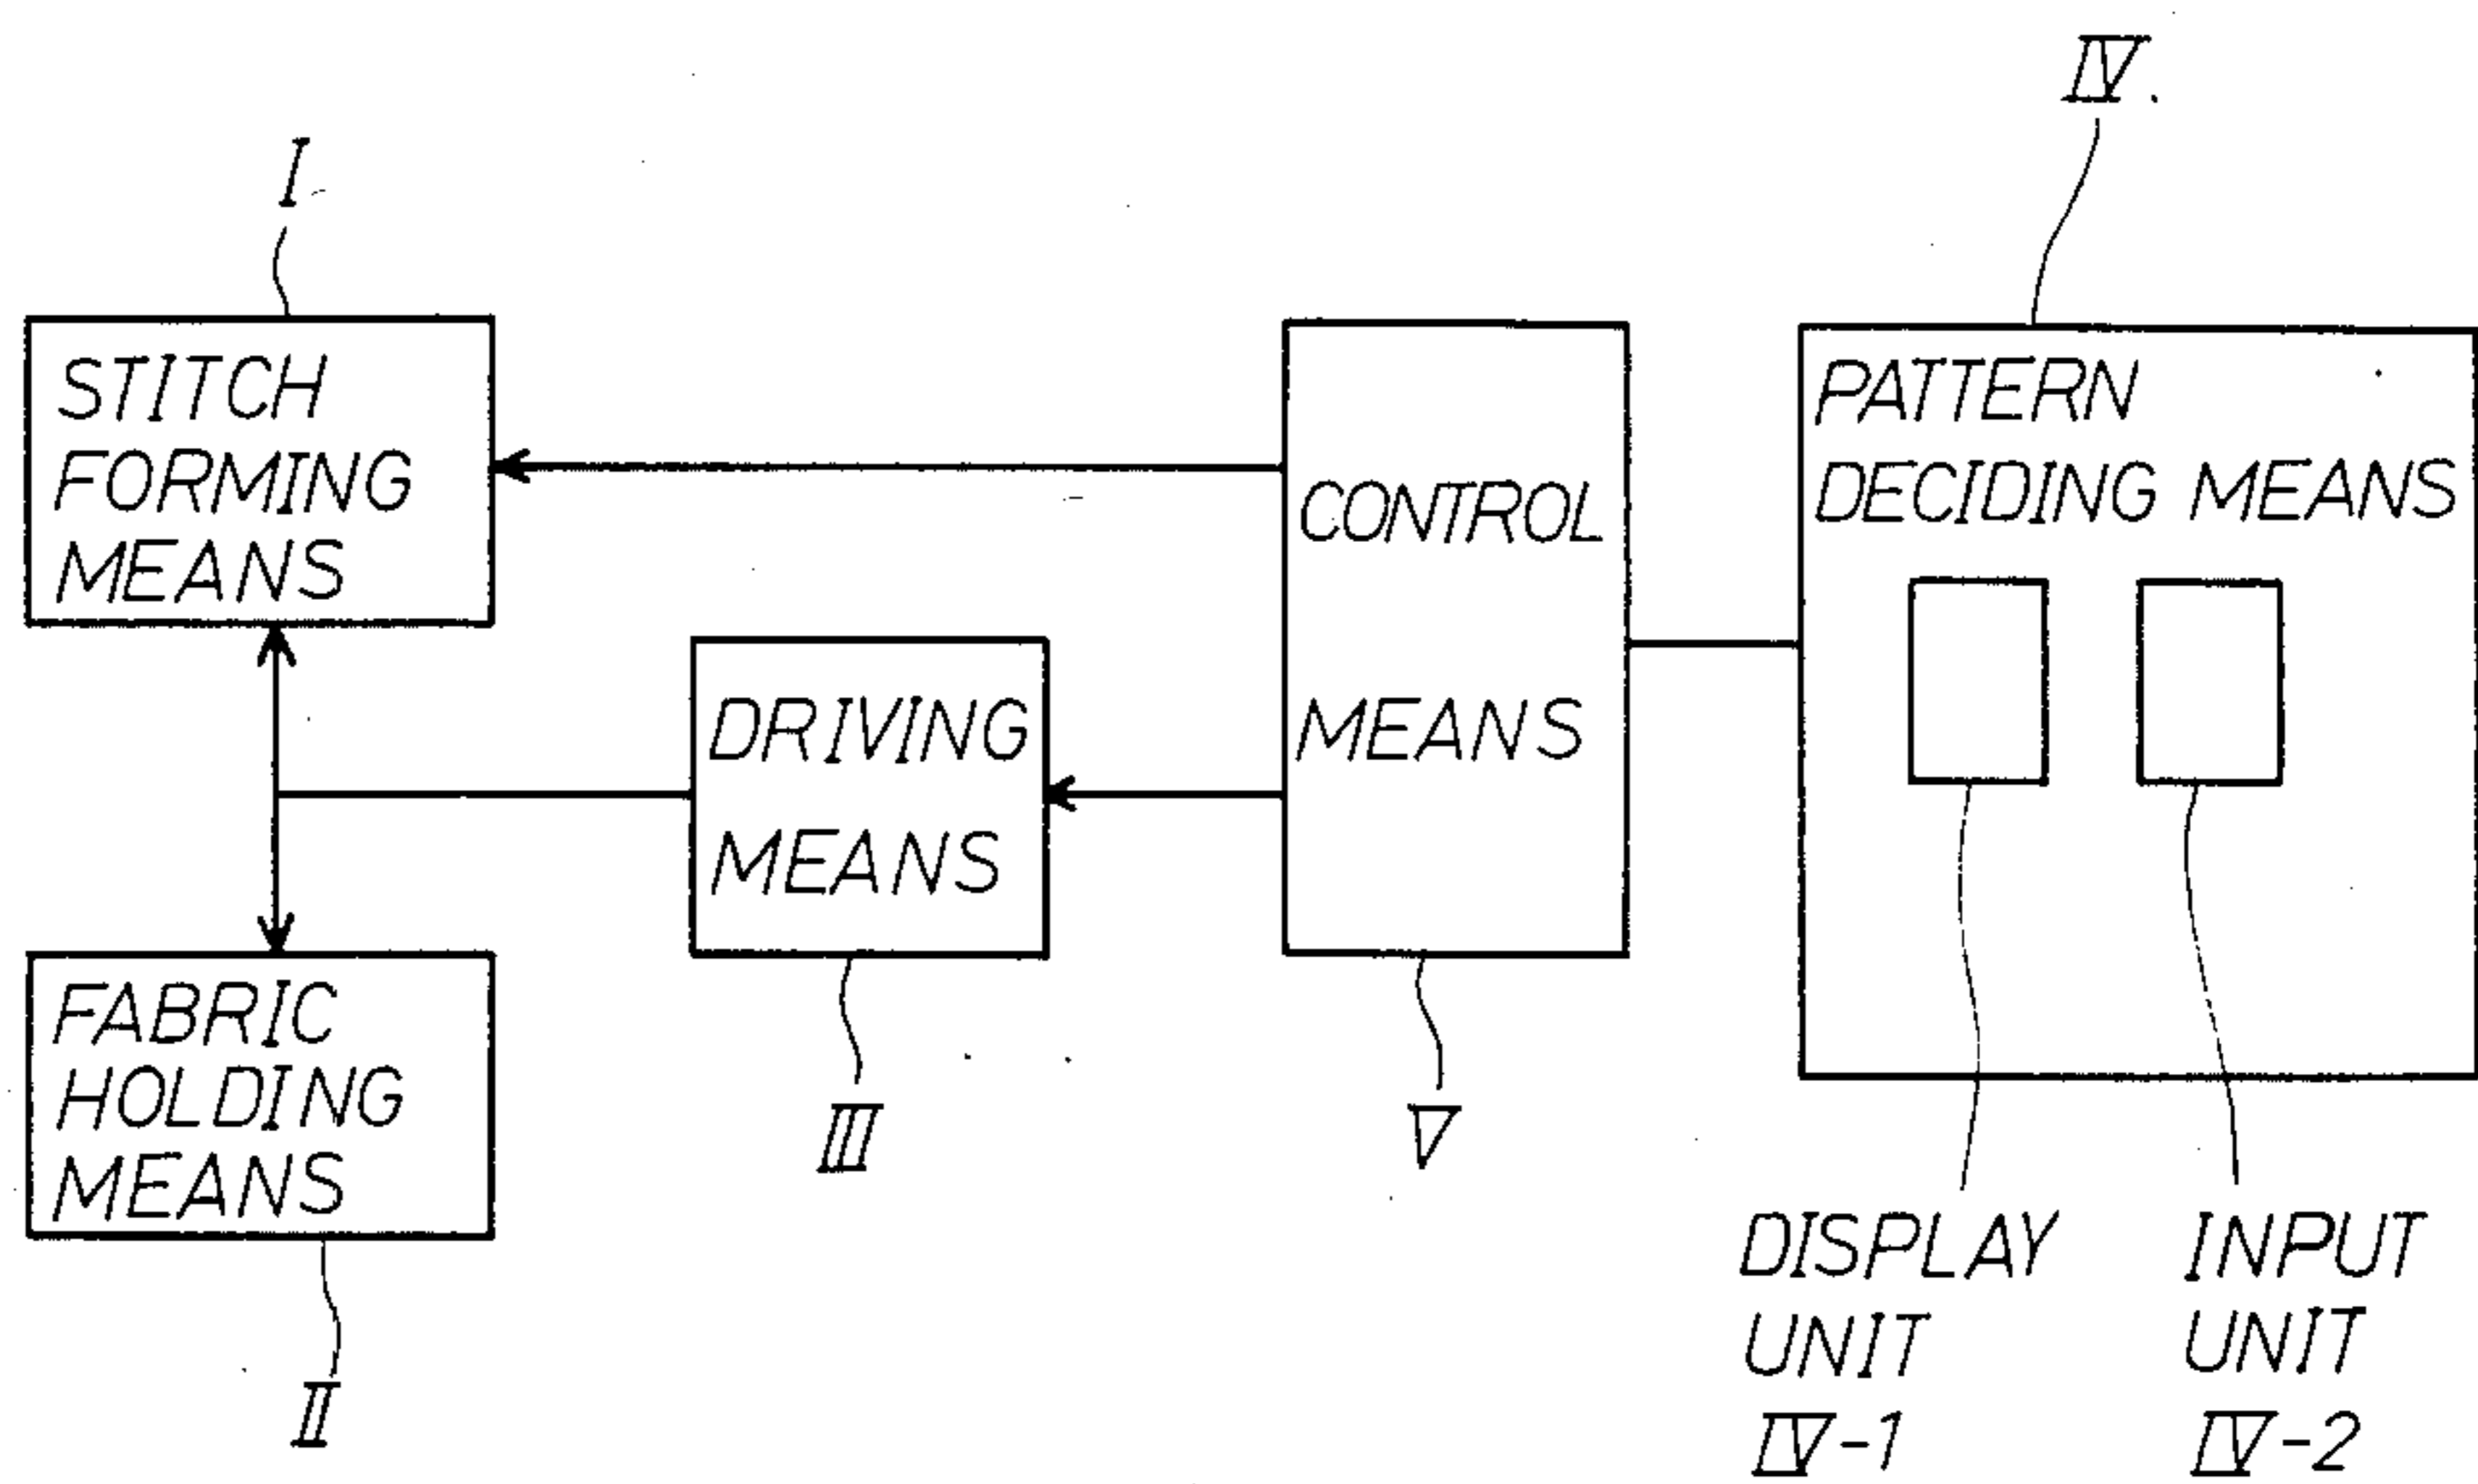 IV.
I
STITCH
FORMING
MEANS
CONTROL
MEANS
PATTERN
DECIDING MEANS
DRIVING
MEANS
FABRIC
HOLDING
MEANS
III
V
II
DISPLAY
UNIT
IV-1
INPUT
UNIT
IV-2